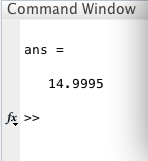 Command Window
ans =
14.9995
fx >>